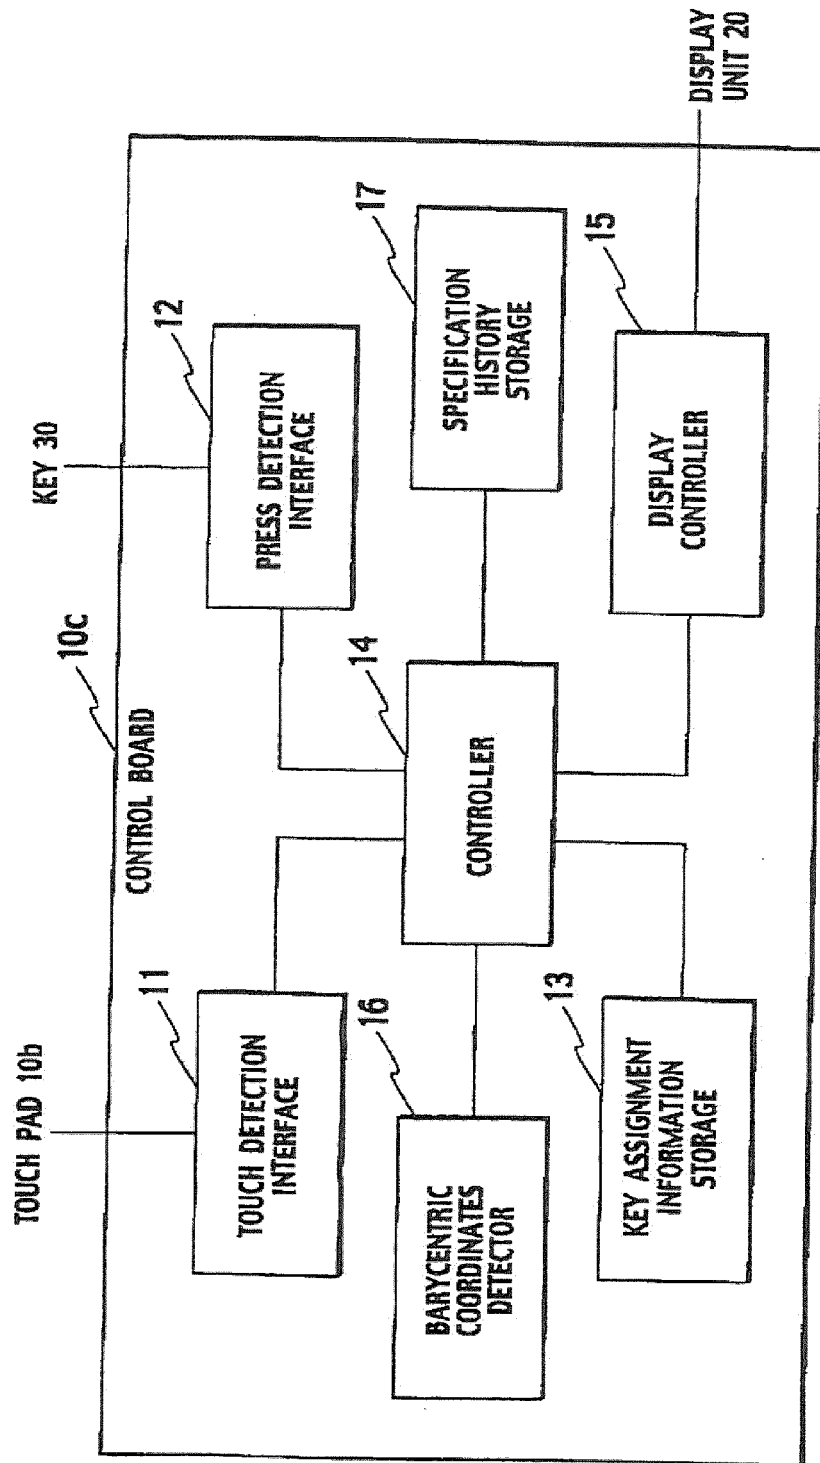 TOUCH PAD 10b
KEY 30
10c
CONTROL BOARD
11
TOUCH DETECTION
INTERFACE
12
PRESS DETECTION
INTERFACE
16
BARYCENTRIC
COORDINATES
DETECTOR
14
CONTROLLER
17
SPECIFICATION
HISTORY
STORAGE
13
KEY ASSIGNMENT
INFORMATION
STORAGE
15
DISPLAY
CONTROLLER
DISPLAY
UNIT 20